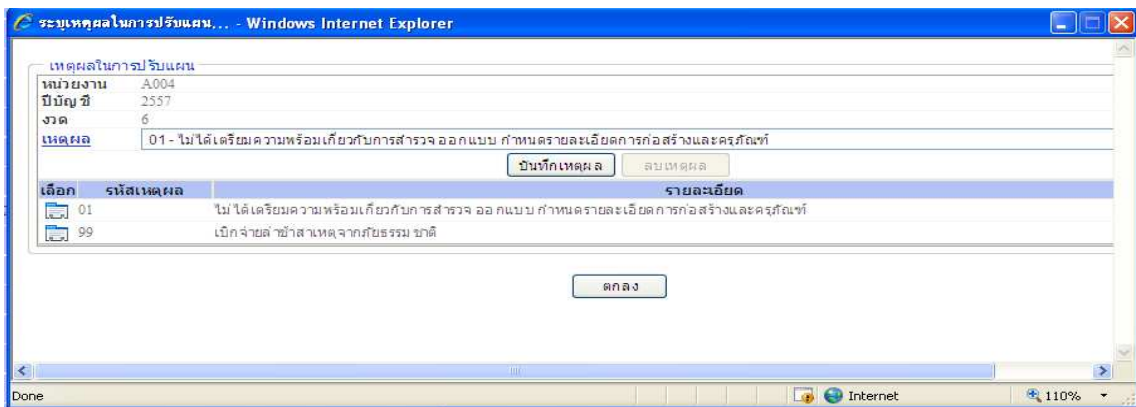 ระบุเหตุผลในการปรับแผน... - Windows Internet Explorer
เหตุผลในการปรับแผน
หน่วยงาน A004
ปีบัญชี 2557
งวด 6
เหตุผล 01 - ไม่ได้เตรียมความพร้อมเกี่ยวกับการสำรวจ ออกแบบ กำหนดรายละเอียดการก่อสร้างและครุภัณฑ์
บันทึกเหตุผล ลบเหตุผล
เลือก รหัสเหตุผล รายละเอียด
01 ไม่ได้เตรียมความพร้อมเกี่ยวกับการสำรวจ ออกแบบ กำหนดรายละเอียดการก่อสร้างและครุภัณฑ์
99 เบิกจ่ายล่าช้าสาเหตุจากภัยธรรมชาติ
ตกลง
Done Internet 110%